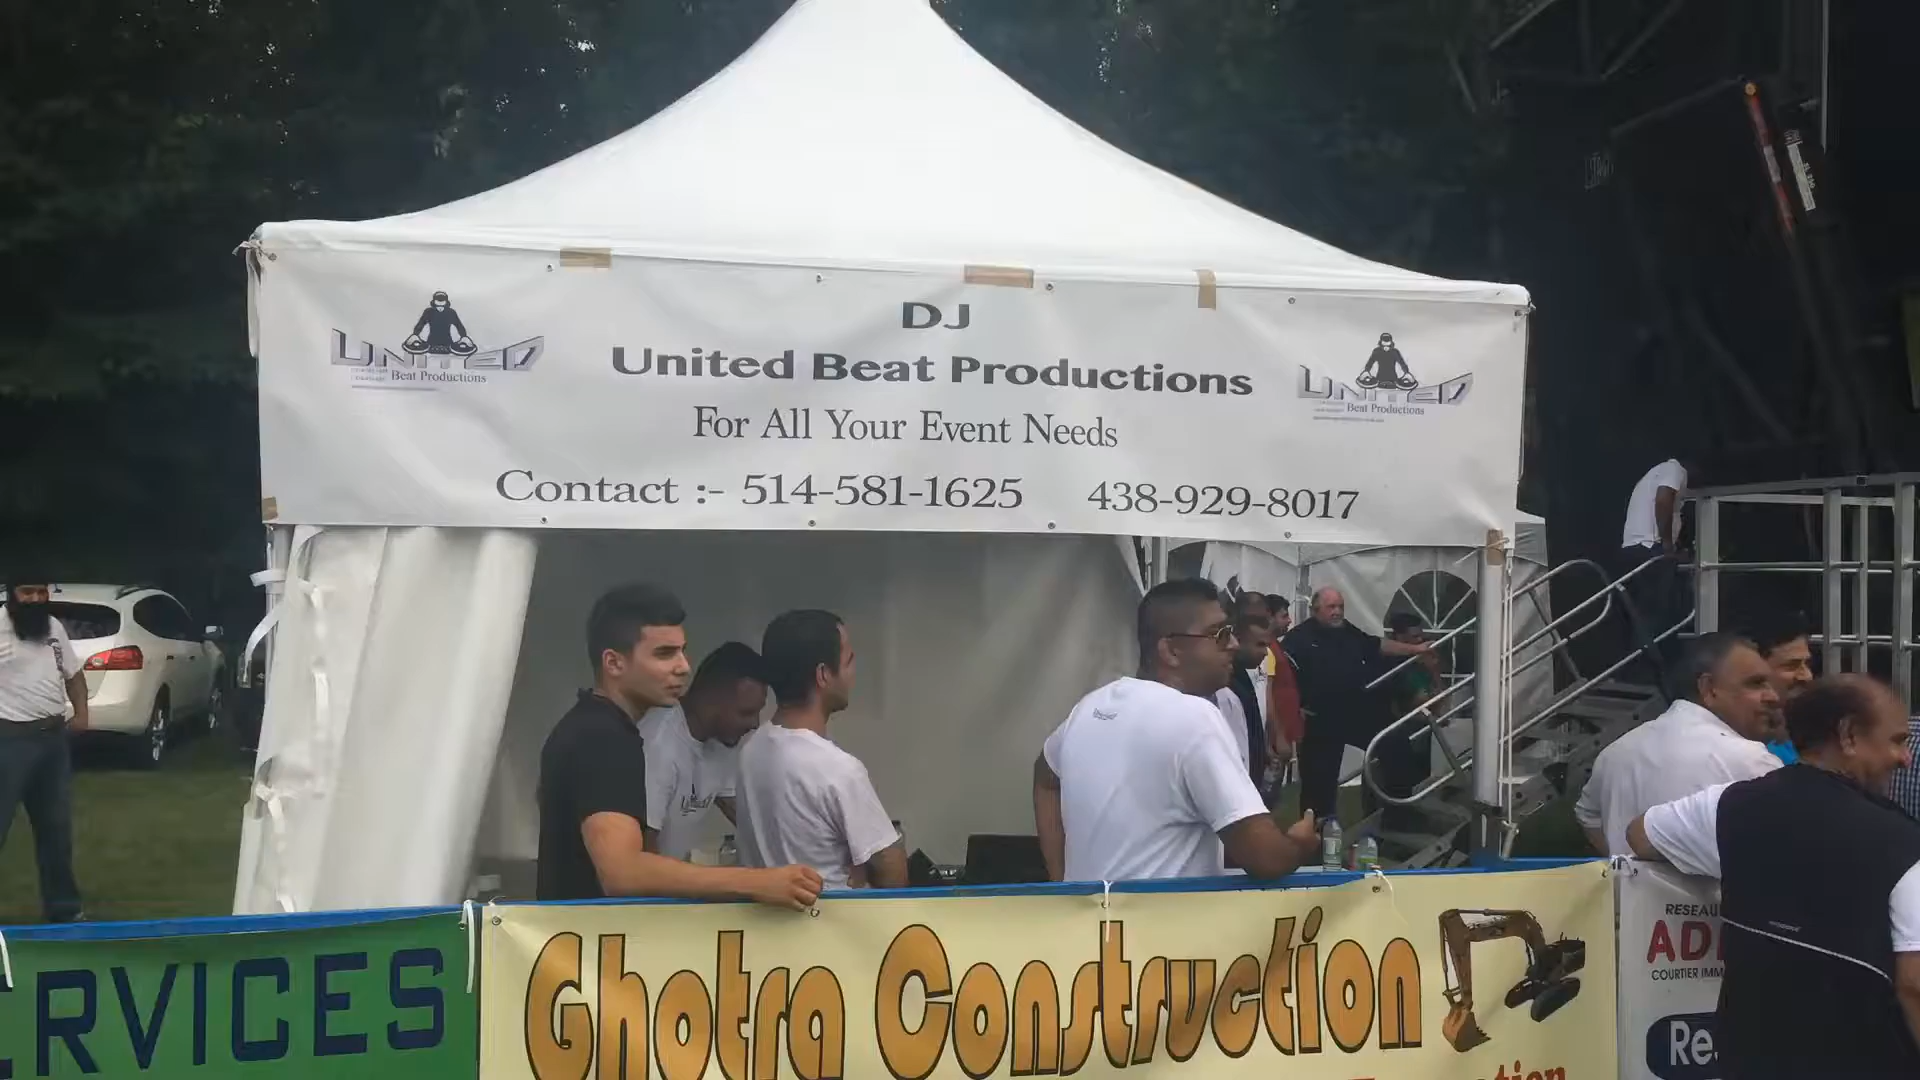 DJ
UNITED
Beat Productions
United Beat Productions
UNITED
Beat Productions
For All Your Event Needs
Contact :- 514-581-1625 438-929-8017
ERVICES
Ghotra Construction
RESEAU
AD
COURTIER IMM
Re